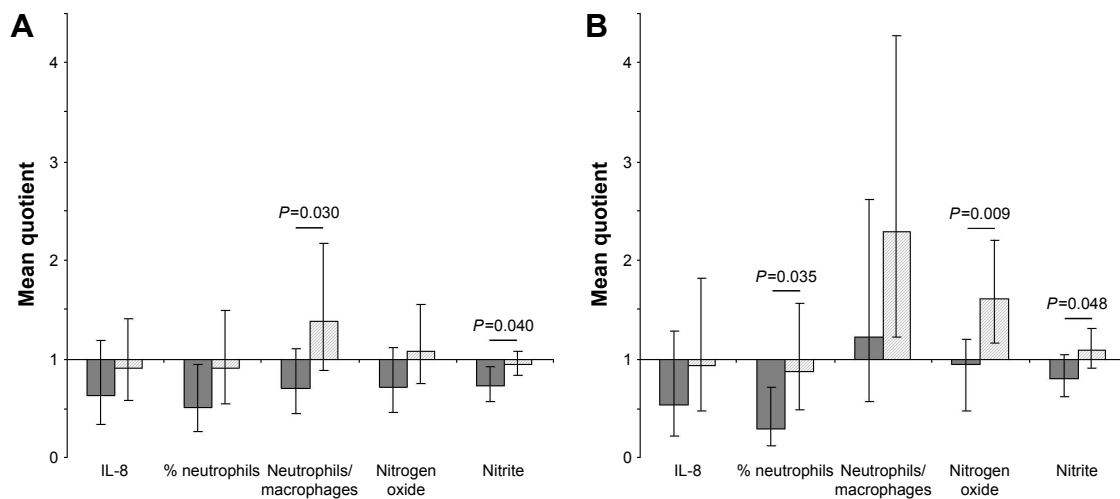 A
Mean quotient
4
3
2
1
0
P=0.030
P=0.040
IL-8
% neutrophils
Neutrophils/
macrophages
Nitrogen
oxide
Nitrite
B
Mean quotient
4
3
2
1
0
P=0.035
P=0.009
P=0.048
IL-8
% neutrophils
Neutrophils/
macrophages
Nitrogen
oxide
Nitrite